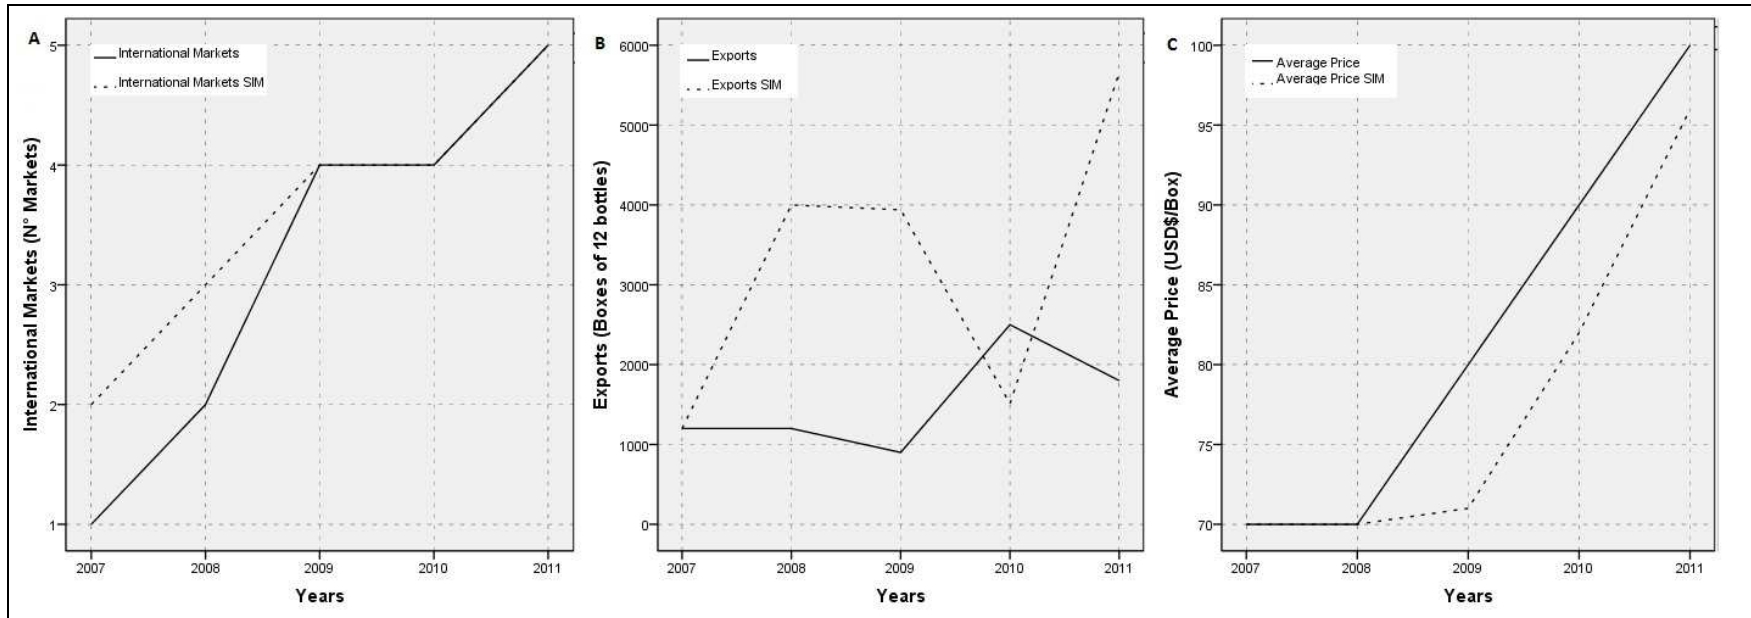 A
International Markets (N° Markets)
5
4
3
2
1
International Markets
International Markets SIM
2007 2008 2009 2010 2011
Years
B
Exports (Boxes of 12 bottles)
6000
5000
4000
3000
2000
1000
0
Exports
Exports SIM
2007 2008 2009 2010 2011
Years
C
Average Price (USD$/Box)
100
95
90
85
80
75
70
Average Price
Average Price SIM
2007 2008 2009 2010 2011
Years